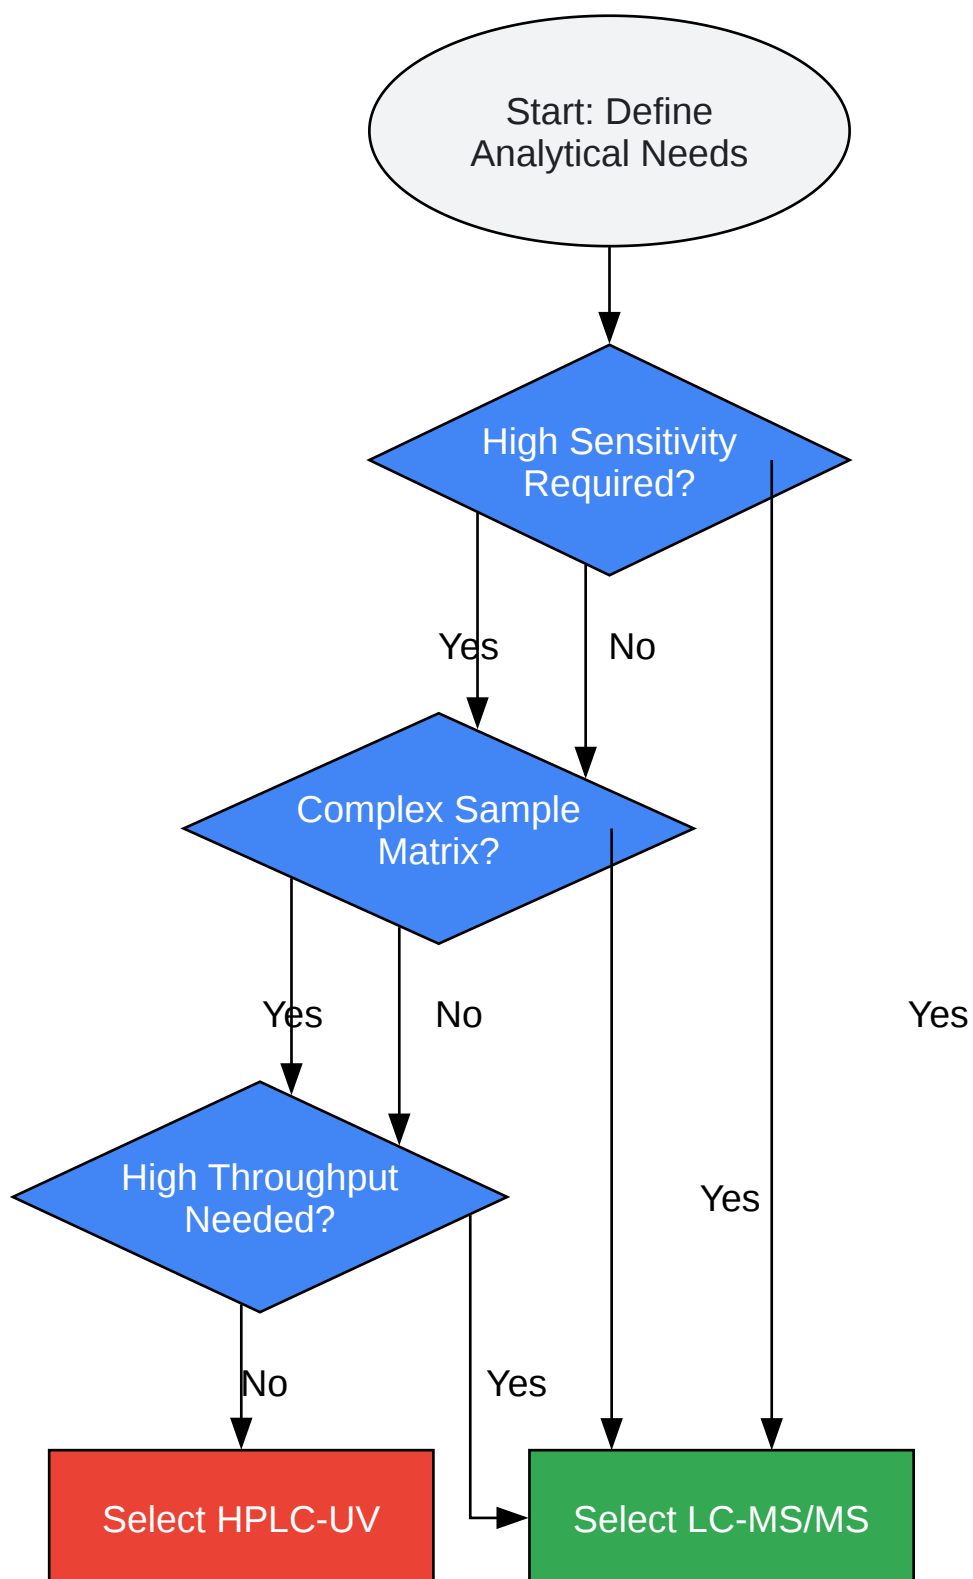 Start: Define
Analytical Needs
High Sensitivity
Required?
Yes
No
Complex Sample
Matrix?
Yes
No
Yes
High Throughput
Needed?
Yes
No
Yes
Select HPLC-UV
Select LC-MS/MS